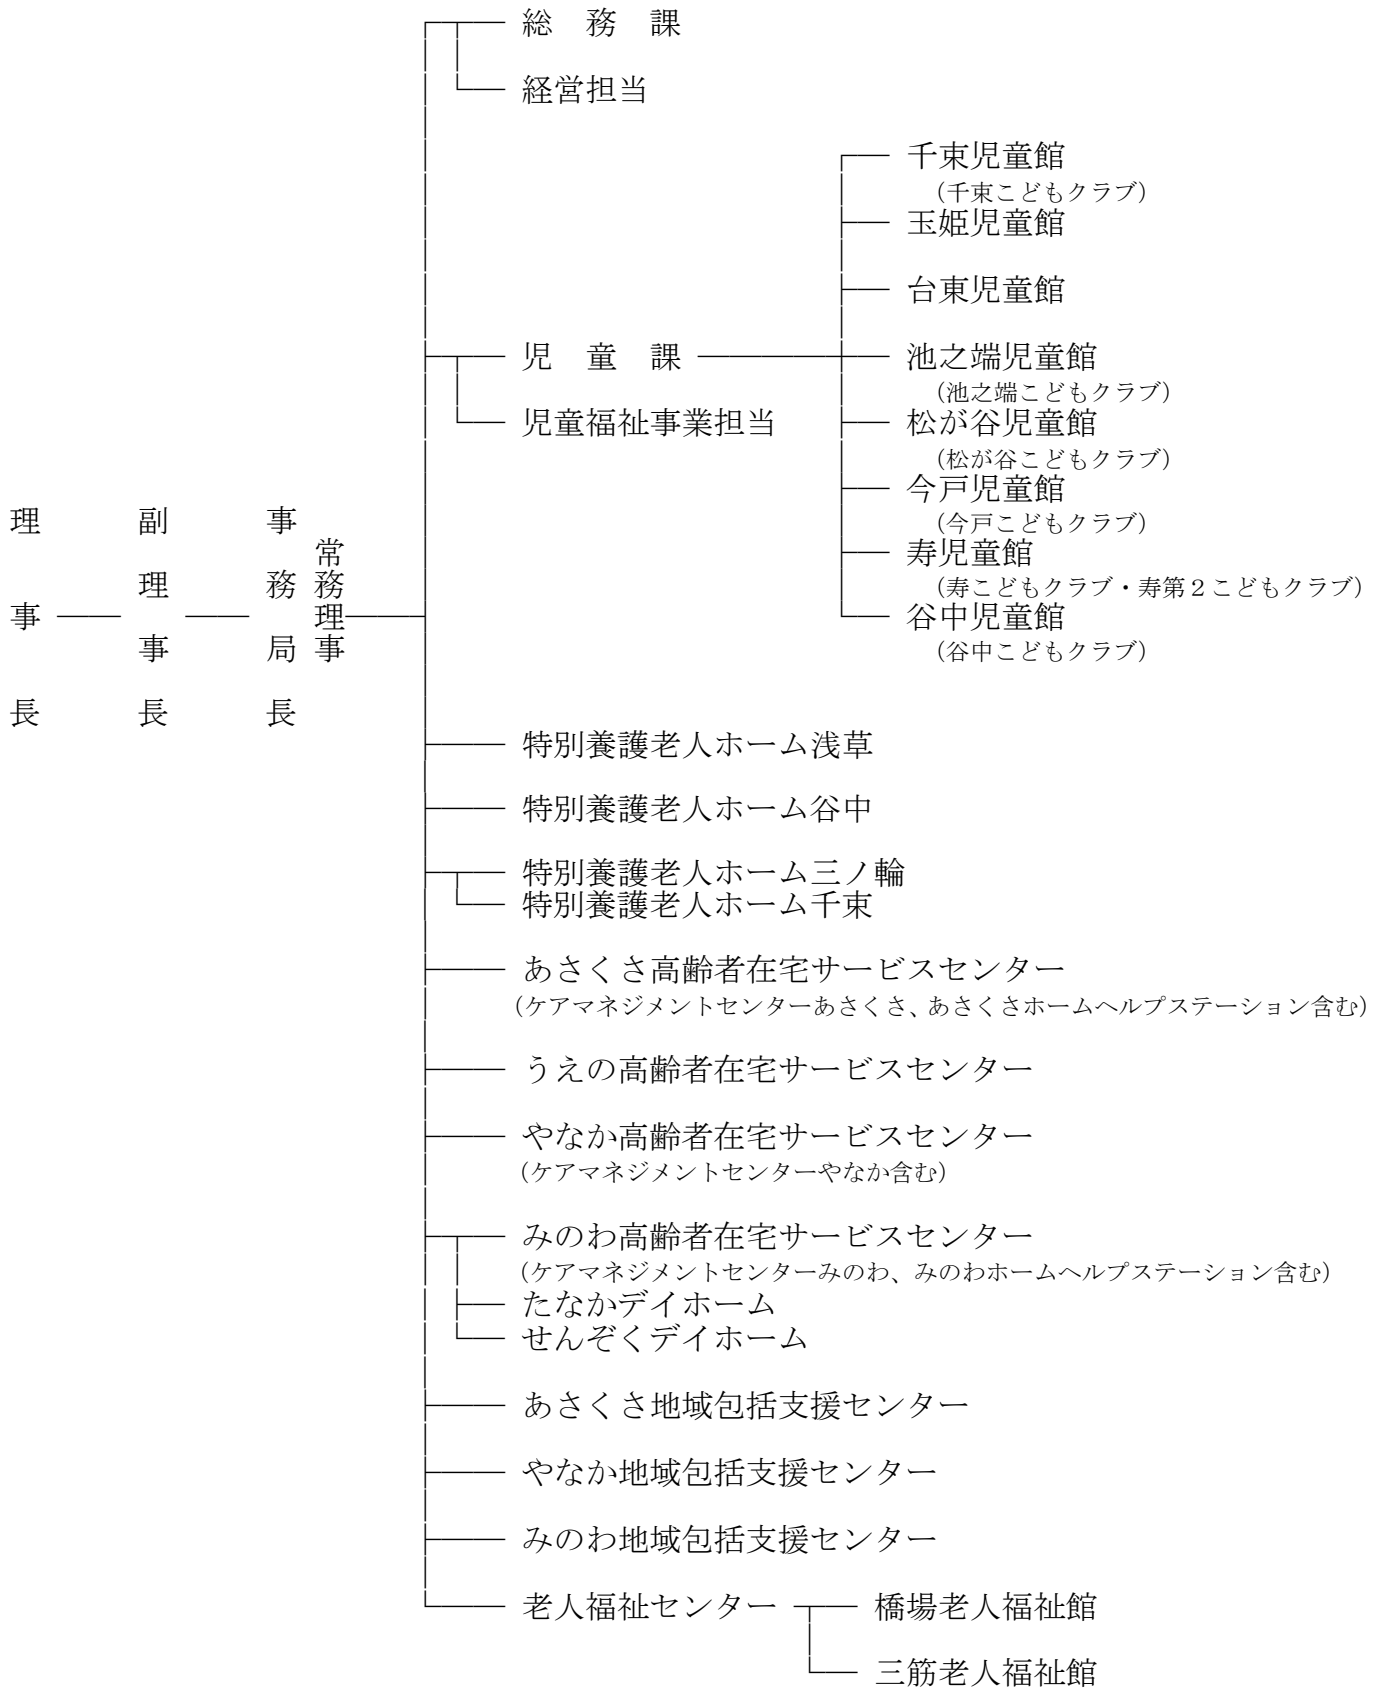 理事長
副理事長
事務局長
常務理事
総　務　課
経営担当
児　童　課
児童福祉事業担当
千束児童館
（千束こどもクラブ）
玉姫児童館
台東児童館
池之端児童館
（池之端こどもクラブ）
松が谷児童館
（松が谷こどもクラブ）
今戸児童館
（今戸こどもクラブ）
寿児童館
（寿こどもクラブ・寿第２こどもクラブ）
谷中児童館
（谷中こどもクラブ）
特別養護老人ホーム浅草
特別養護老人ホーム谷中
特別養護老人ホーム三ノ輪
特別養護老人ホーム千束
あさくさ高齢者在宅サービスセンター
（ケアマネジメントセンターあさくさ、あさくさホームヘルプステーション含む）
うえの高齢者在宅サービスセンター
やなか高齢者在宅サービスセンター
（ケアマネジメントセンターやなか含む）
みのわ高齢者在宅サービスセンター
（ケアマネジメントセンターみのわ、みのわホームヘルプステーション含む）
たなかデイホーム
せんぞくデイホーム
あさくさ地域包括支援センター
やなか地域包括支援センター
みのわ地域包括支援センター
老人福祉センター
橋場老人福祉館
三筋老人福祉館